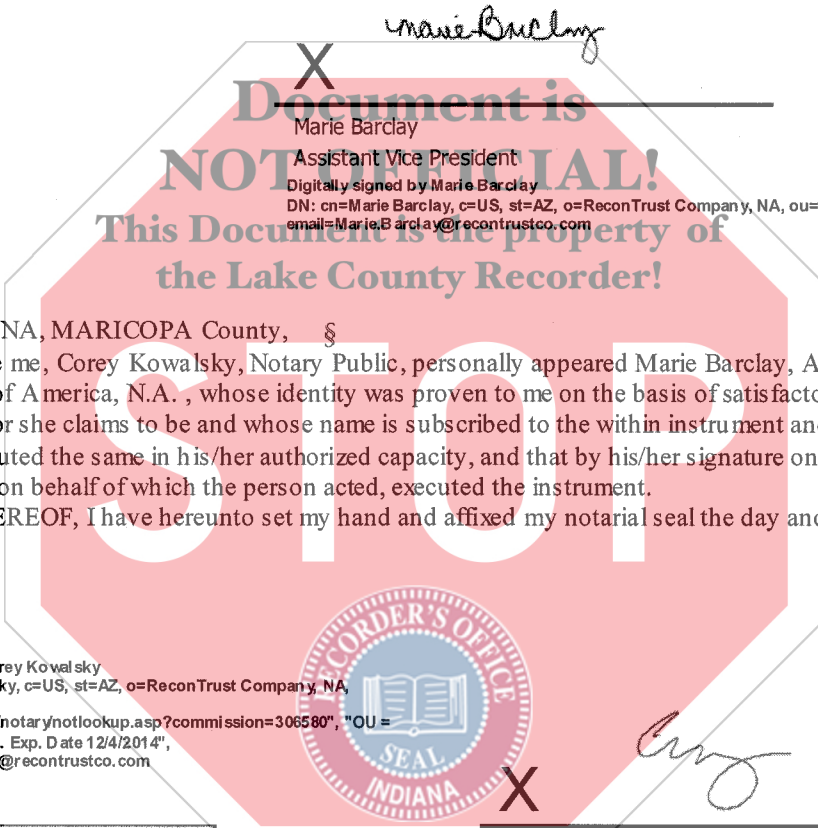 Marie Barclay
X
Document is
Marie Barclay
NOT OFFICIAL!
Assistant Vice President
Digitally signed by Marie Barclay
DN: cn=Marie Barclay, c=US, st=AZ, o=ReconTrust Company, NA, ou=
This Document is the property of
email=Marie.Barclay@recontrustco.com
the Lake County Recorder!
NA, MARICOPA County, §
e me, Corey Kowalsky, Notary Public, personally appeared Marie Barclay, A
of America, N.A. , whose identity was proven to me on the basis of satisfacto
or she claims to be and whose name is subscribed to the within instrument an
uted the same in his/her authorized capacity, and that by his/her signature on
on behalf of which the person acted, executed the instrument.
EREOF, I have hereunto set my hand and affixed my notarial seal the day and
STOP
rey Kowalsky
ky, c=US, st=AZ, o=ReconTrust Company, NA,
/notary/notlookup.asp?commission=306580", "OU =
. Exp. Date 12/4/2014",
@recontrustco.com
RECORDER'S OFFICE
SEAL
INDIANA
X